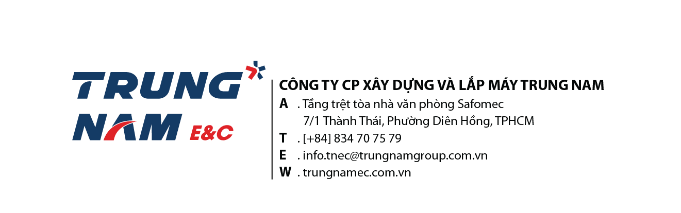 TRUNG NAM E&C
CÔNG TY CP XÂY DỰNG VÀ LẮP MÁY TRUNG NAM
A . Tầng trệt tòa nhà văn phòng Safomec
7/1 Thành Thái, Phường Diên Hồng, TPHCM
T . [+84] 834 70 75 79
E . info.tnec@trungnamgroup.com.vn
W . trungnamec.com.vn